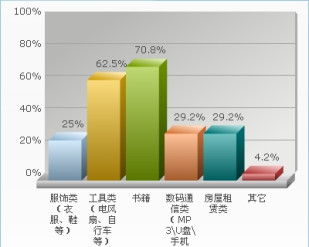 100%
80%
60%
40%
20%
0%
25%
62.5%
70.8%
29.2%
29.2%
4.2%
服饰类
（衣
服、鞋
等）
工具类
（电风
扇、自
行车
等）
书籍
数码通
信类
（MP
3\U盘\
手机
房屋租
赁类
其它